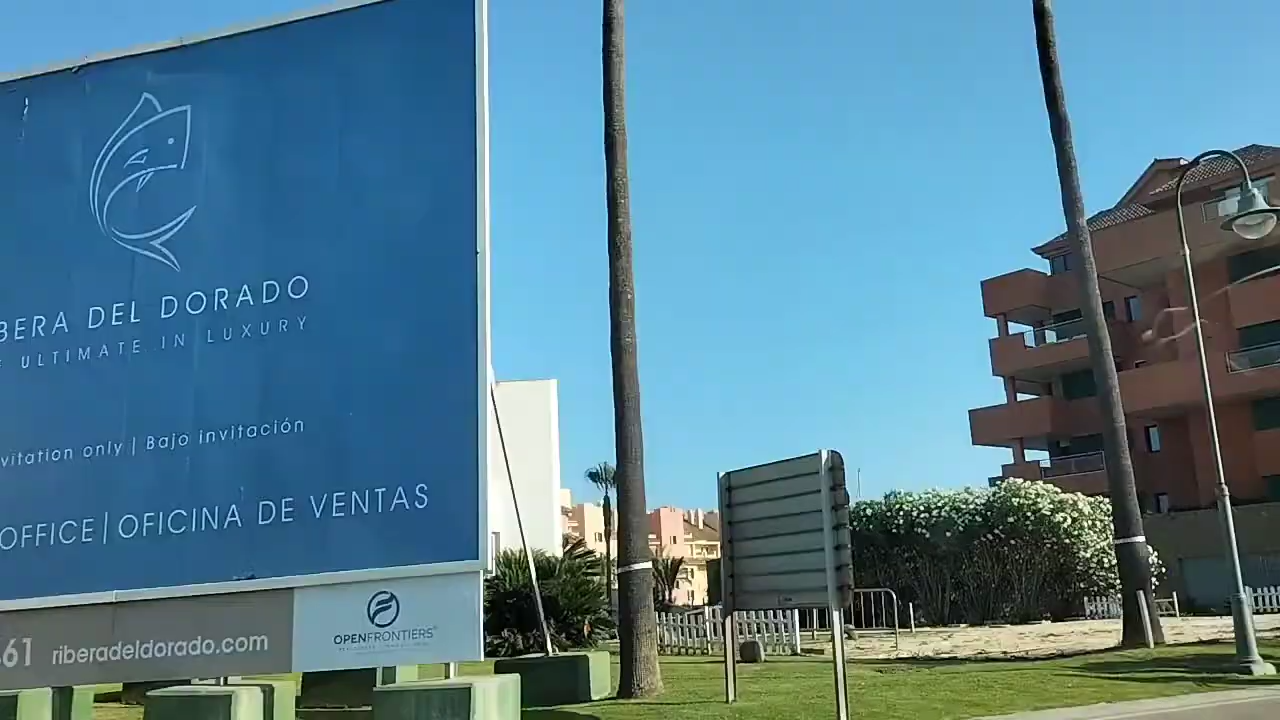 BERA DEL DORADO
ULTIMATE IN LUXURY
vitation only | Bajo invitación
OFFICE | OFICINA DE VENTAS
61 riberadeldorado.com
OPENFRONTIERS